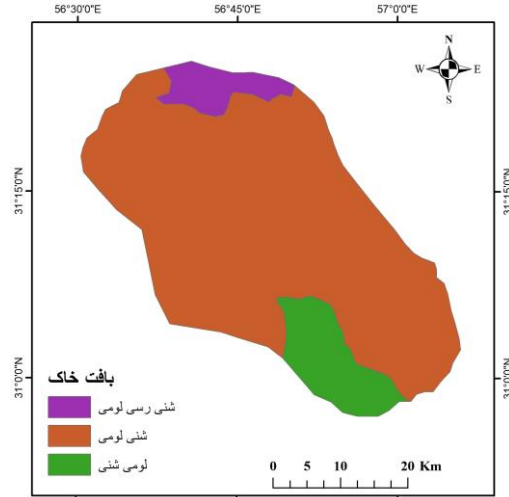 56°30'0"E 56°45'0"E 57°0'0"E
N
W E
S
31°15'0"N 31°15'0"N
31°0'0"N 31°0'0"N
بافت خاک
شنی رسی لومی
شنی لومی
لومی شنی
0 5 10 20 Km